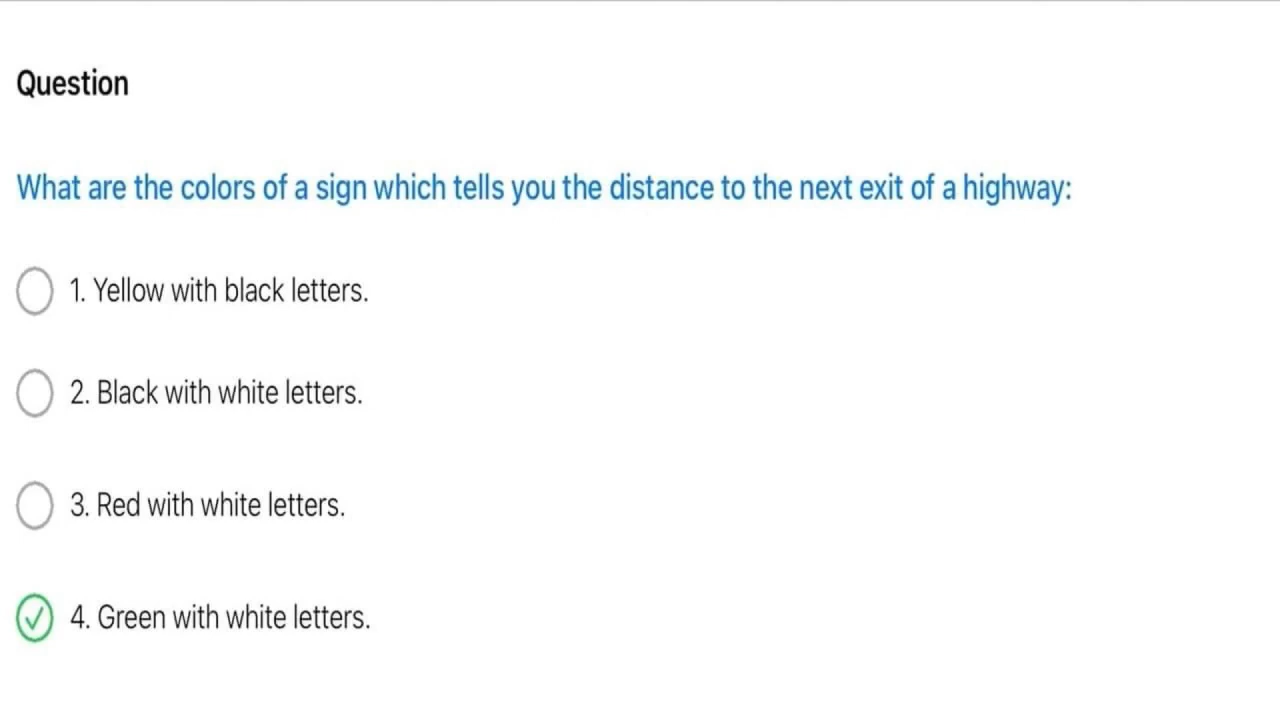 Question
What are the colors of a sign which tells you the distance to the next exit of a highway:
1. Yellow with black letters.
2. Black with white letters.
3. Red with white letters.
4. Green with white letters.